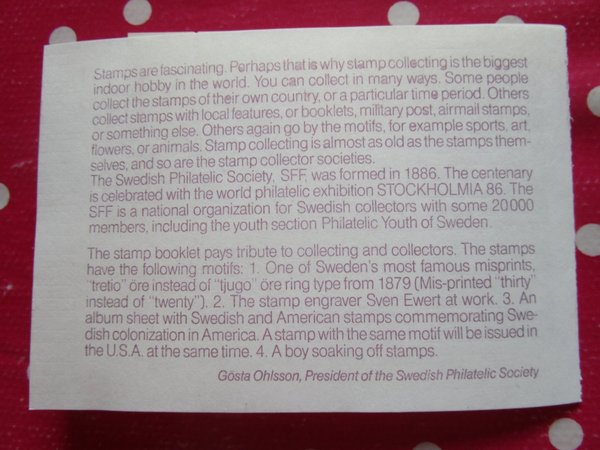 Stamps are fascinating. Perhaps that is why stamp collecting is the biggest
indoor hobby in the world. You can collect in many ways. Some people
collect the stamps of their own country, or a particular time period. Others
collect stamps with local features, or booklets, military post, airmail stamps,
or something else. Others again go by the motifs, for example sports, art,
flowers, or animals. Stamp collecting is almost as old as the stamps them-
selves, and so are the stamp collector societies.
The Swedish Philatelic Society, SFF, was formed in 1886. The centenary
is celebrated with the world philatelic exhibition STOCKHOLMIA 86. The
SFF is a national organization for Swedish collectors with some 20 000
members, including the youth section Philatelic Youth of Sweden.
The stamp booklet pays tribute to collecting and collectors. The stamps
have the following motifs: 1. One of Sweden's most famous misprints,
"tretio" öre instead of "tjugo" öre ring type from 1879 (Mis-printed "thirty"
instead of "twenty"). 2. The stamp engraver Sven Ewert at work. 3. An
album sheet with Swedish and American stamps commemorating Swe-
dish colonization in America. A stamp with the same motif will be issued in
the U.S.A. at the same time. 4. A boy soaking off stamps.
Gösta Ohlsson, President of the Swedish Philatelic Society